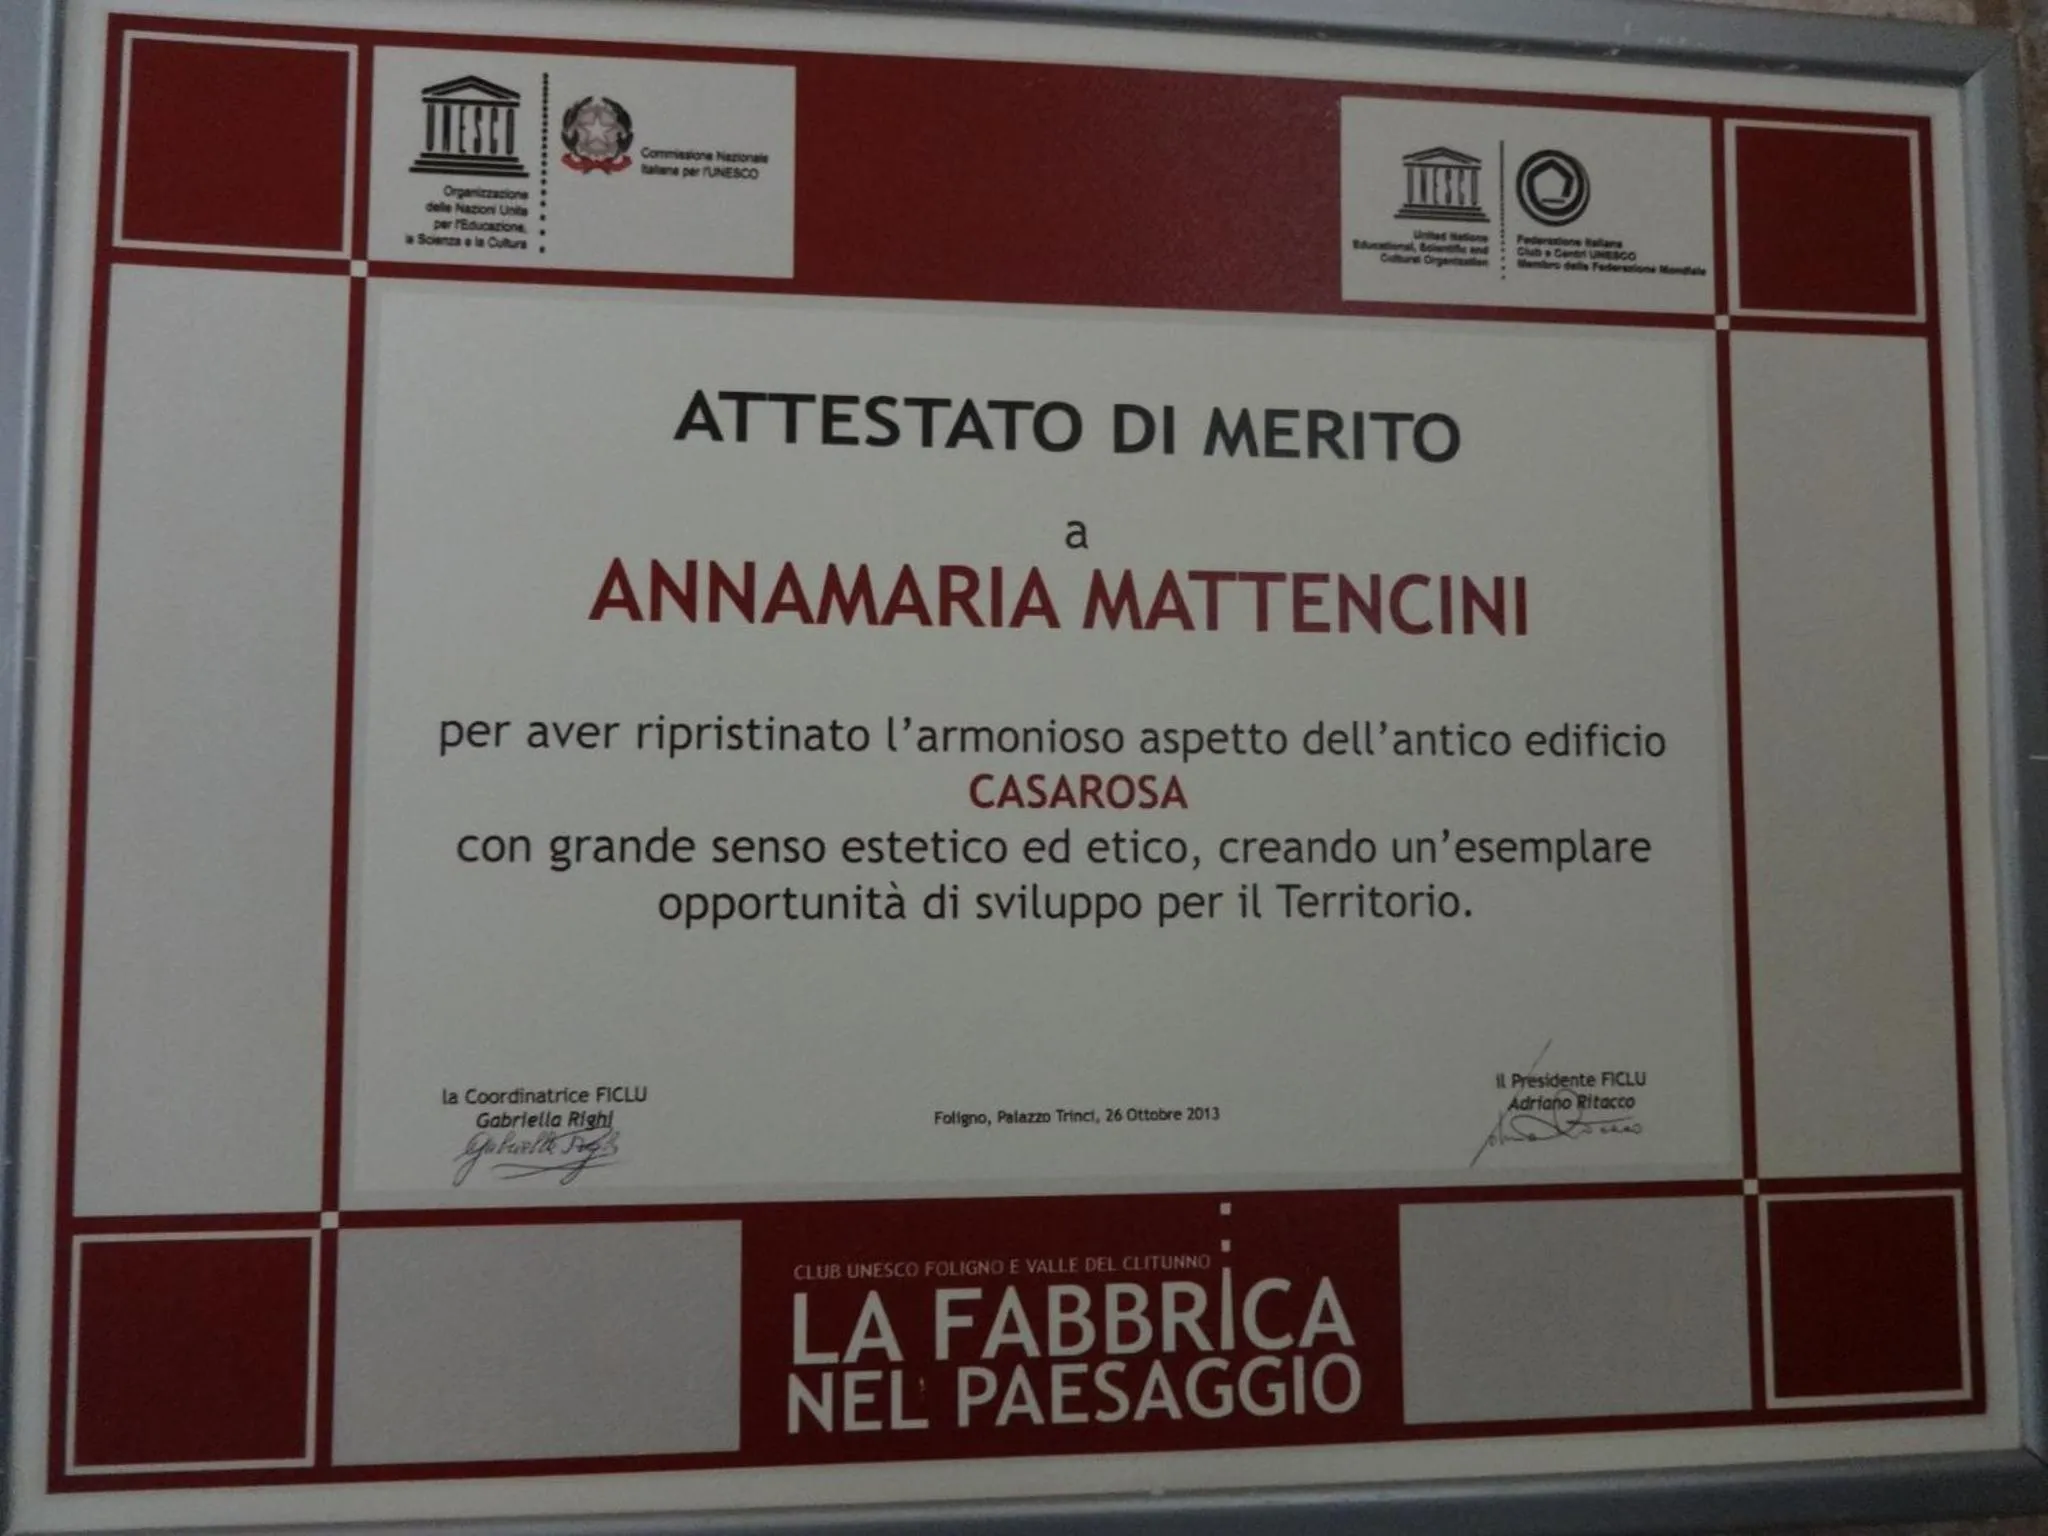 UNESCO
Organizzazione
delle Nazioni Unite
per l'Educazione,
la Scienza e la Cultura
Commissione Nazionale
Italiana per l'UNESCO
UNESCO
United Nations
Educational, Scientific and
Cultural Organization
Federazione Italiana
Club e Centri UNESCO
Membro della Federazione Mondiale
ATTESTATO DI MERITO
a
ANNAMARIA MATTENCINI
per aver ripristinato l'armonioso aspetto dell'antico edificio
CASAROSA
con grande senso estetico ed etico, creando un'esemplare
opportunità di sviluppo per il Territorio.
la Coordinatrice FICLU
Gabriella Righi
Gabriella Righi
Foligno, Palazzo Trinci, 26 Ottobre 2013
il Presidente FICLU
Adriano Ritacco
CLUB UNESCO FOLIGNO E VALLE DEL CLITUNNO
LA FABBRICA
NEL PAESAGGIO